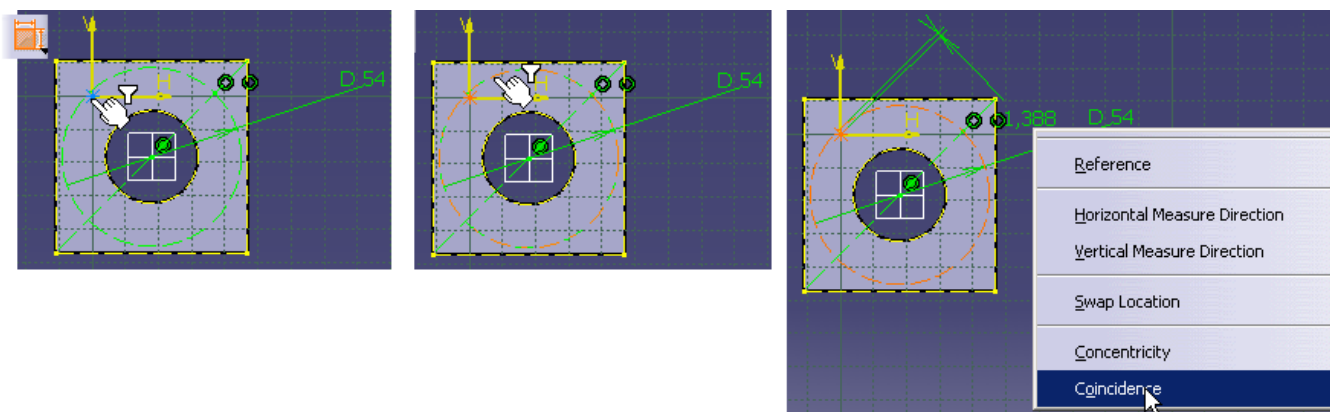 V
H
D 54
V
H
D 54
V
H
1,388 D 54
Reference
Horizontal Measure Direction
Vertical Measure Direction
Swap Location
Concentricity
Coincidence